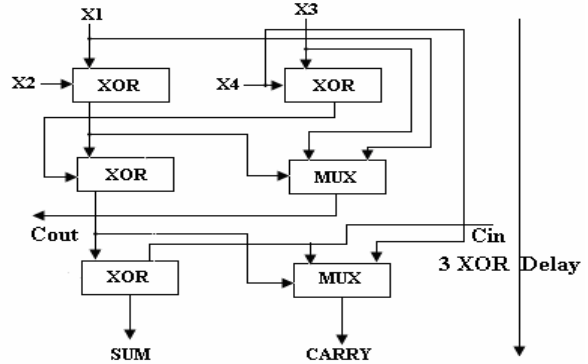 X1
X3
X2
XOR
X4
XOR
XOR
MUX
Cout
Cin
3 XOR Delay
XOR
MUX
SUM
CARRY